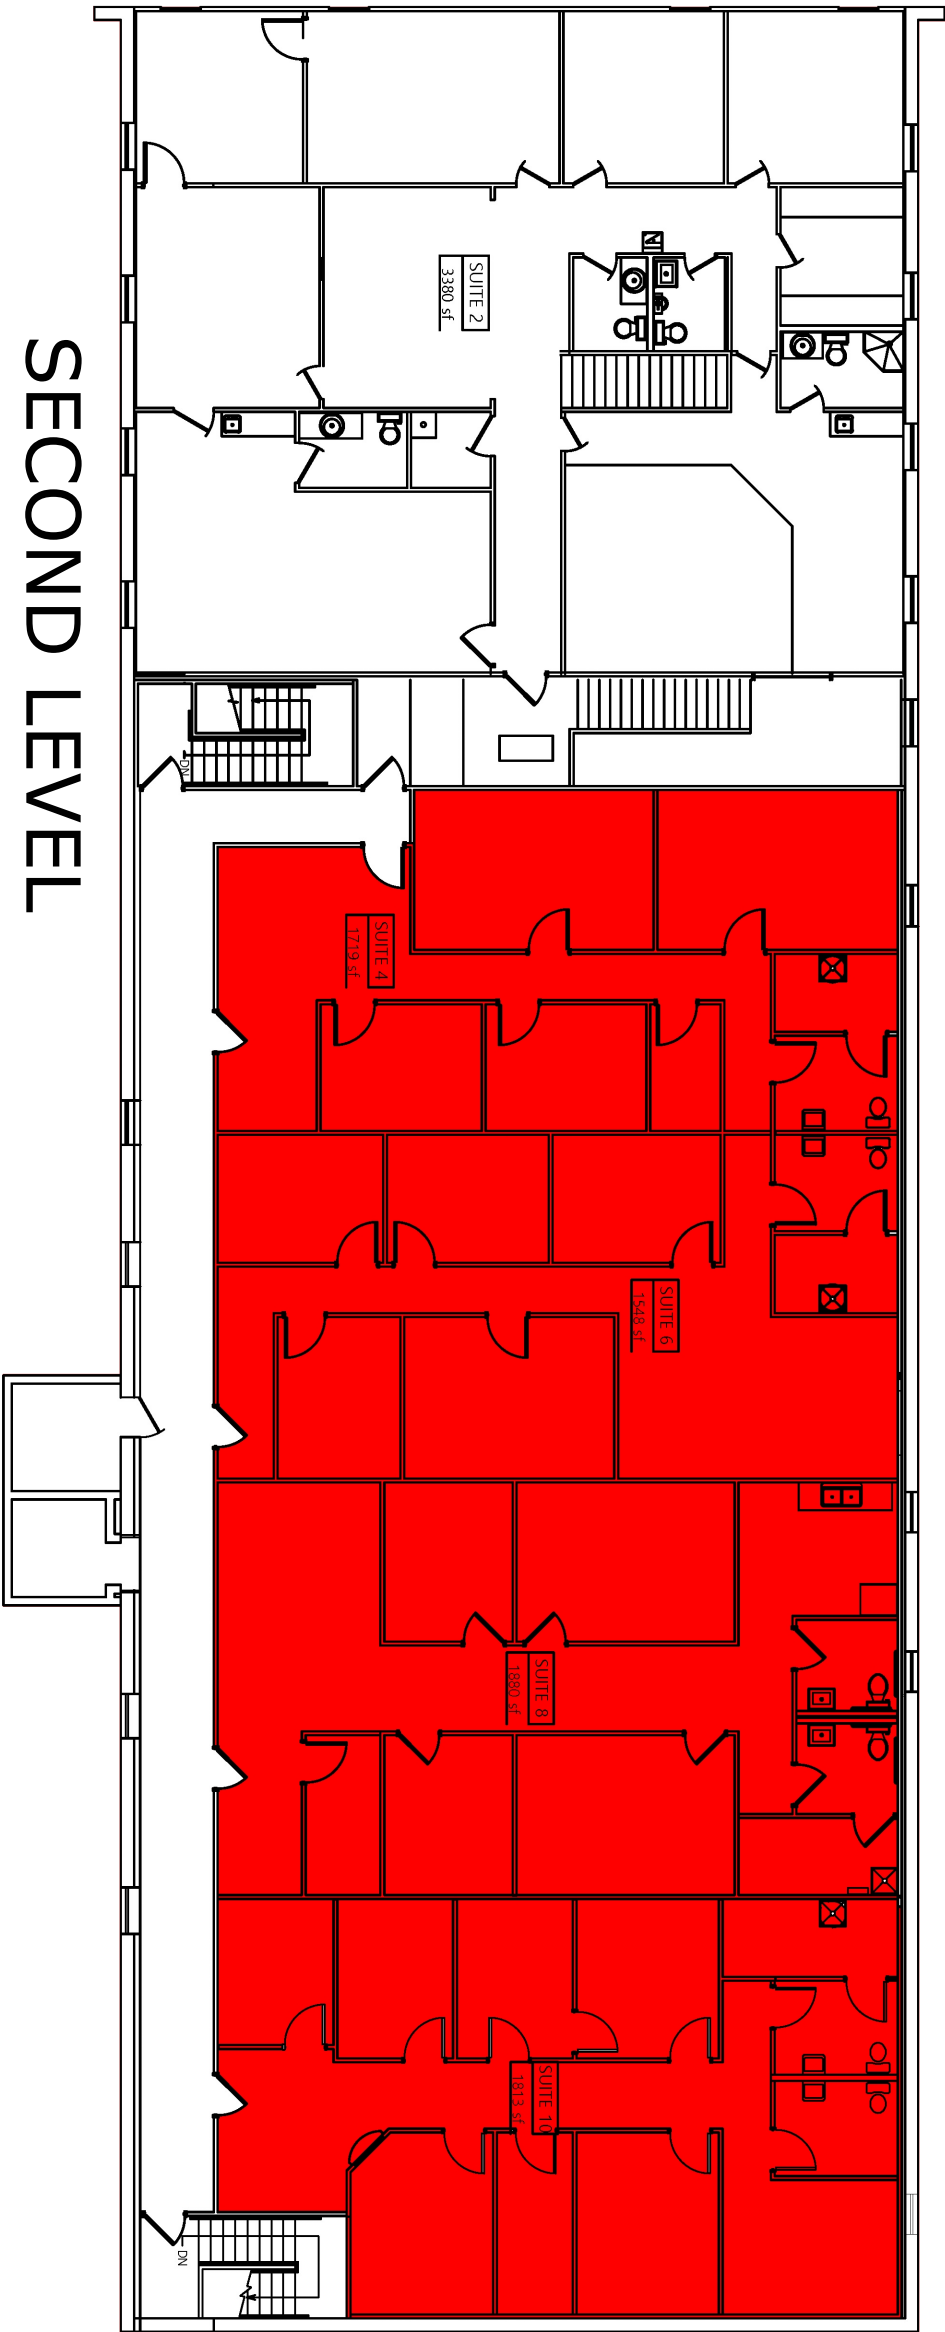 SECOND LEVEL
SUITE 2
3380 sf
DN
SUITE 4
1719 sf
SUITE 6
1548 sf
SUITE 8
1880 sf
SUITE 10
1813 sf
DN